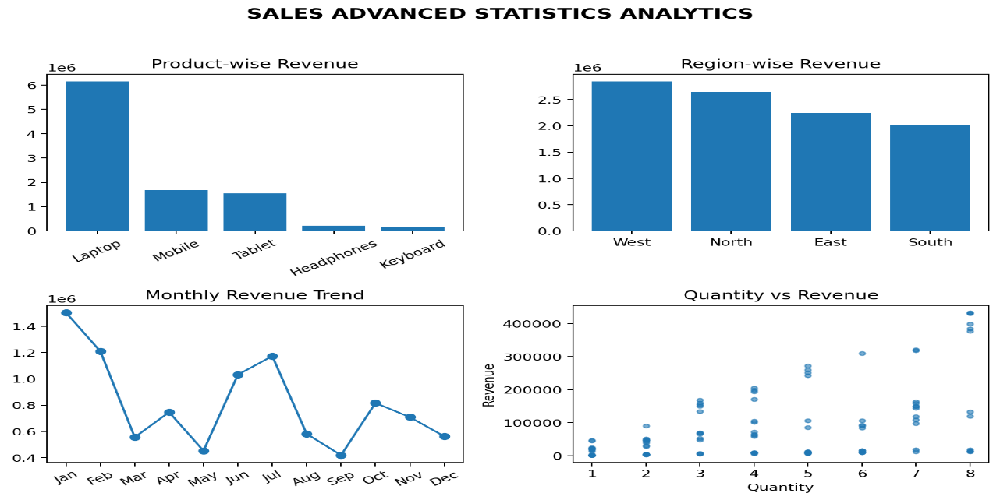 SALES ADVANCED STATISTICS ANALYTICS
Product-wise Revenue
1e6
6
5
4
3
2
1
0
Laptop Mobile Tablet Headphones Keyboard
Region-wise Revenue
1e6
2.5
2.0
1.5
1.0
0.5
0.0
West North East South
Monthly Revenue Trend
1e6
1.4
1.2
1.0
0.8
0.6
0.4
Jan Feb Mar Apr May Jun Jul Aug Sep Oct Nov Dec
Quantity vs Revenue
Revenue
400000
300000
200000
100000
0
1 2 3 4 5 6 7 8
Quantity